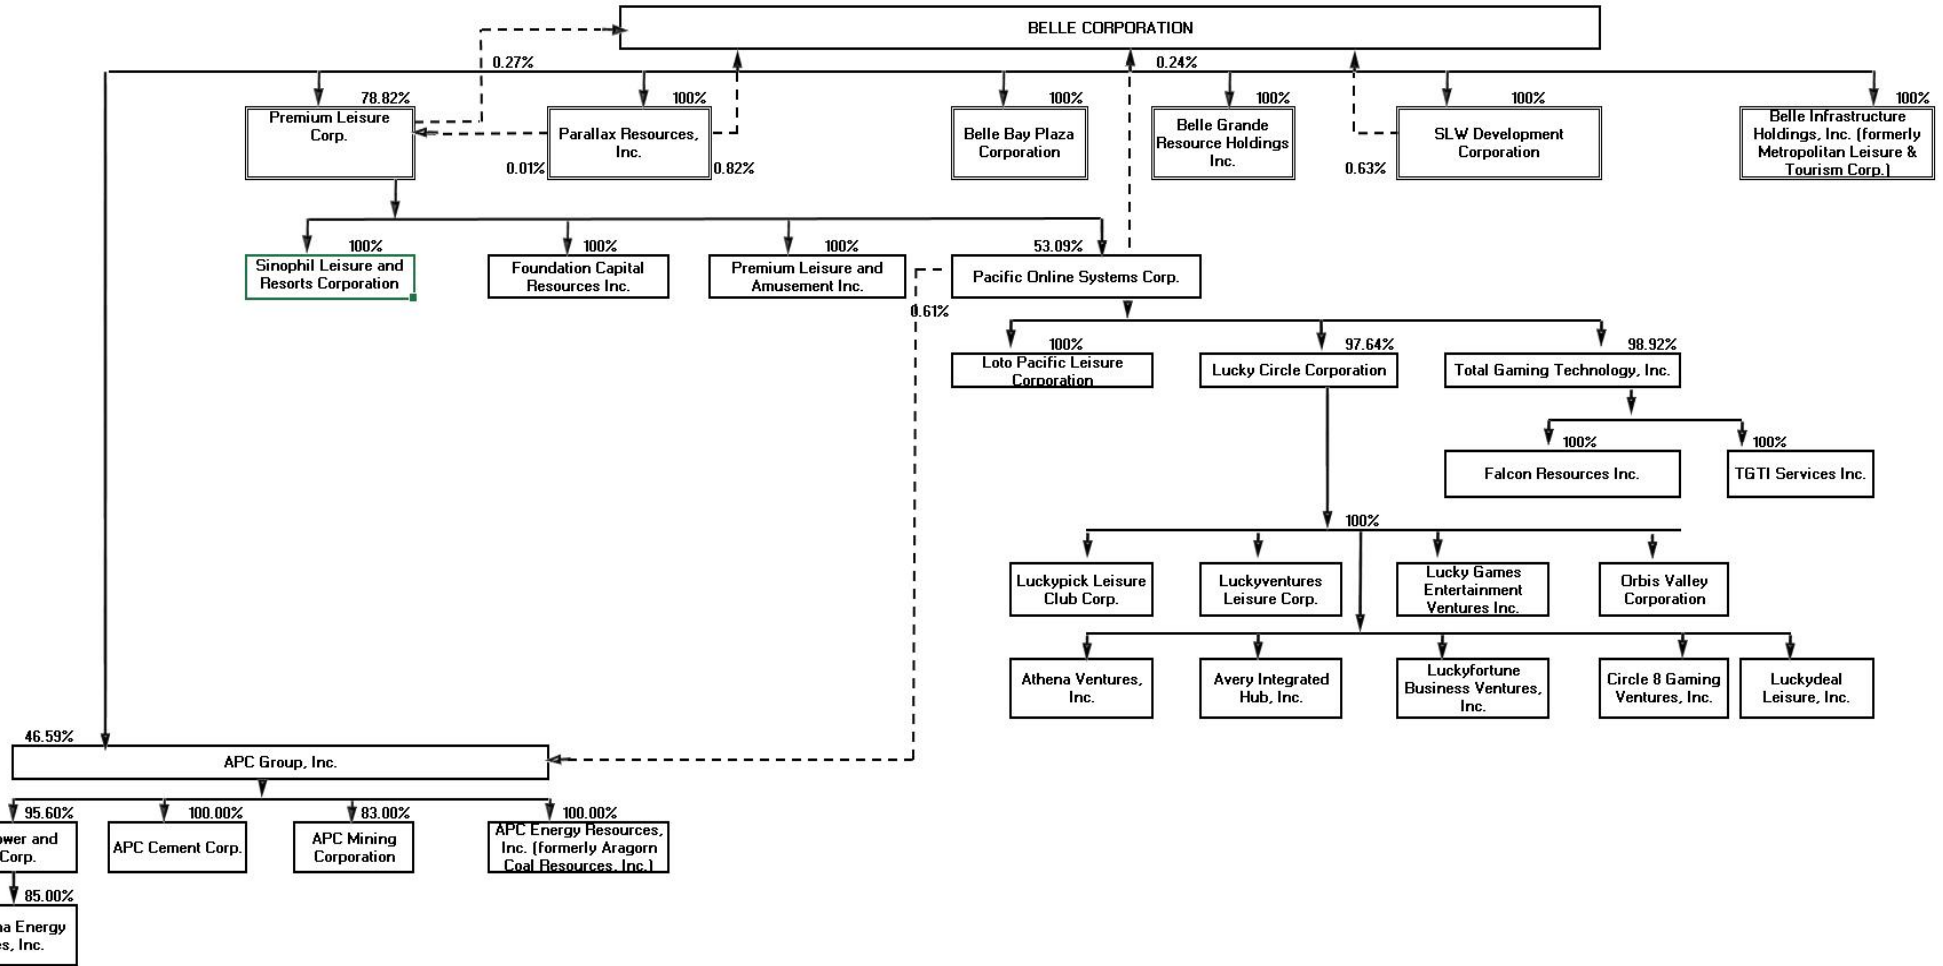 BELLE CORPORATION
0.27%
0.24%
78.82%
100%
100%
100%
100%
100%
Premium Leisure
Corp.
Parallax Resources,
Inc.
Belle Bay Plaza
Corporation
Belle Grande
Resource Holdings
Inc.
SLW Development
Corporation
Belle Infrastructure
Holdings, Inc. (formerly
Metropolitan Leisure &
Tourism Corp.)
0.01%
0.82%
0.63%
100%
100%
100%
53.09%
Sinophil Leisure and
Resorts Corporation
Foundation Capital
Resources Inc.
Premium Leisure and
Amusement Inc.
Pacific Online Systems Corp.
0.61%
100%
97.64%
98.92%
Loto Pacific Leisure
Corporation
Lucky Circle Corporation
Total Gaming Technology, Inc.
100%
100%
Falcon Resources Inc.
TGTI Services Inc.
100%
Luckypick Leisure
Club Corp.
Luckyventures
Leisure Corp.
Lucky Games
Entertainment
Ventures Inc.
Orbis Valley
Corporation
Athena Ventures,
Inc.
Avery Integrated
Hub, Inc.
Luckyfortune
Business Ventures,
Inc.
Circle 8 Gaming
Ventures, Inc.
Luckydeal
Leisure, Inc.
46.59%
APC Group, Inc.
95.60%
100.00%
83.00%
100.00%
and
Corp.
APC Cement Corp.
APC Mining
Corporation
APC Energy Resources,
Inc. (formerly Aragorn
Coal Resources, Inc.)
85.00%
Energy
Inc.